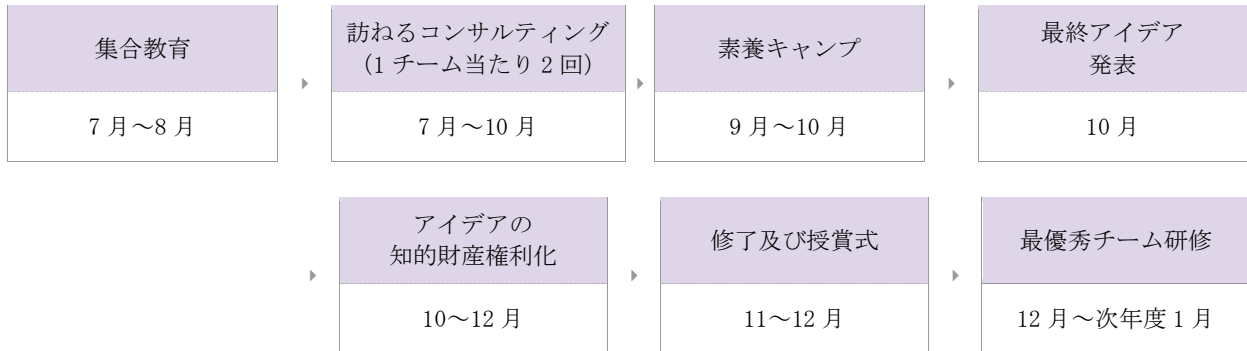 集合教育
7月～8月
訪ねるコンサルティング
（1チーム当たり2回）
7月～10月
素養キャンプ
9月～10月
最終アイデア
発表
10月
アイデアの
知的財産権利化
10～12月
修了及び授賞式
11～12月
最優秀チーム研修
12月～次年度1月